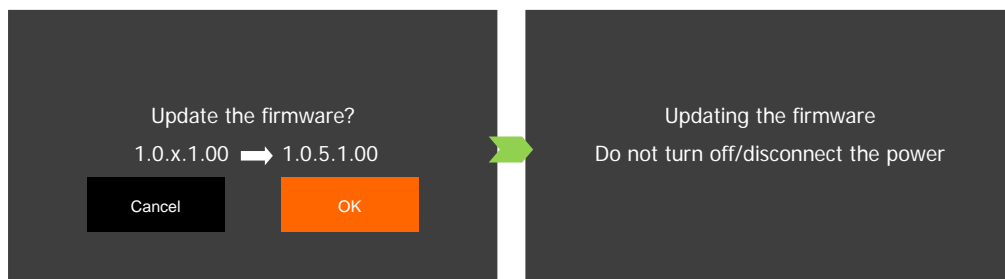 Update the firmware?
1.0.x.1.00 1.0.5.1.00
Cancel OK
Updating the firmware
Do not turn off/disconnect the power